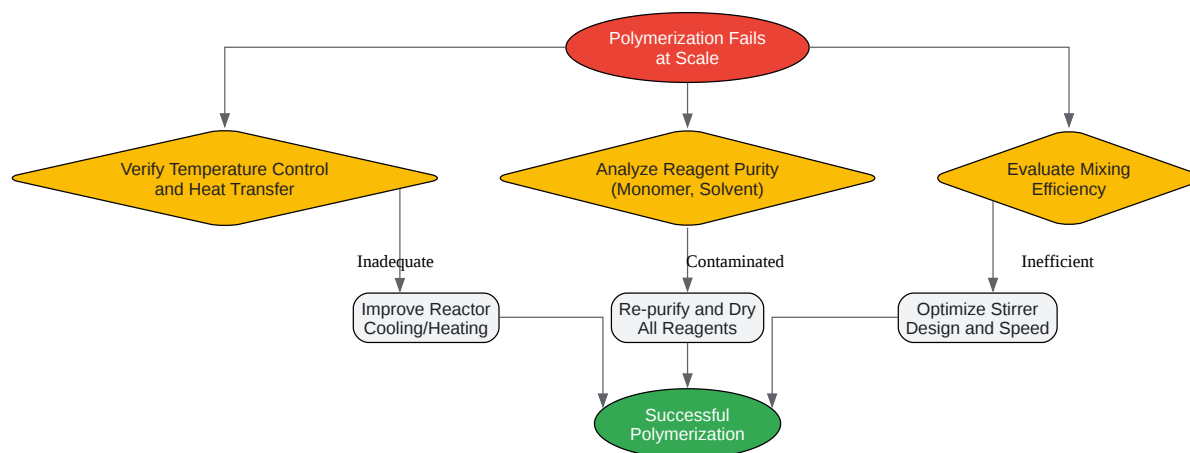 Polymerization Fails
at Scale
Verify Temperature Control
and Heat Transfer
Analyze Reagent Purity
(Monomer, Solvent)
Evaluate Mixing
Efficiency
Inadequate
Contaminated
Inefficient
Improve Reactor
Cooling/Heating
Re-purify and Dry
All Reagents
Optimize Stirrer
Design and Speed
Successful
Polymerization